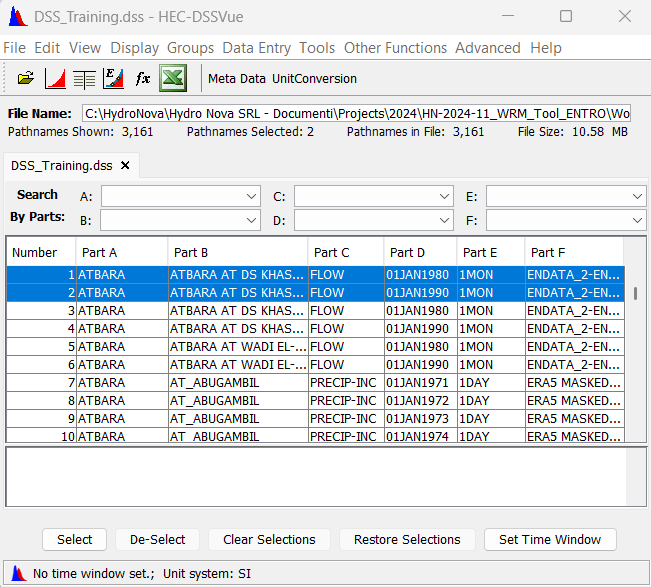 DSS_Training.dss - HEC-DSSVue
File Edit View Display Groups Data Entry Tools Other Functions Advanced Help
fx Meta Data UnitConversion
File Name: C:\HydroNova\Hydro Nova SRL - Documenti\Projects\2024\HN-2024-11_WRM_Tool_ENTRO\Wo
Pathnames Shown: 3,161 Pathnames Selected: 2 Pathnames in File: 3,161 File Size: 10.58 MB
DSS_Training.dss
Search A: C: E:
By Parts: B: D: F:
Number Part A Part B Part C Part D Part E Part F
1 ATBARA ATBARA AT DS KHAS... FLOW 01JAN1980 1MON ENDATA_2-EN...
2 ATBARA ATBARA AT DS KHAS... FLOW 01JAN1990 1MON ENDATA_2-EN...
3 ATBARA ATBARA AT DS KHAS... FLOW 01JAN1980 1MON ENDATA_2-EN...
4 ATBARA ATBARA AT DS KHAS... FLOW 01JAN1990 1MON ENDATA_2-EN...
5 ATBARA ATBARA AT WADI EL-... FLOW 01JAN1980 1MON ENDATA_2-EN...
6 ATBARA ATBARA AT WADI EL-... FLOW 01JAN1990 1MON ENDATA_2-EN...
7 ATBARA AT_ABUGAMBIL PRECIP-INC 01JAN1971 1DAY ERA5 MASKED...
8 ATBARA AT_ABUGAMBIL PRECIP-INC 01JAN1972 1DAY ERA5 MASKED...
9 ATBARA AT_ABUGAMBIL PRECIP-INC 01JAN1973 1DAY ERA5 MASKED...
10 ATBARA AT_ABUGAMBIL PRECIP-INC 01JAN1974 1DAY ERA5 MASKED...
Select De-Select Clear Selections Restore Selections Set Time Window
No time window set.; Unit system: SI